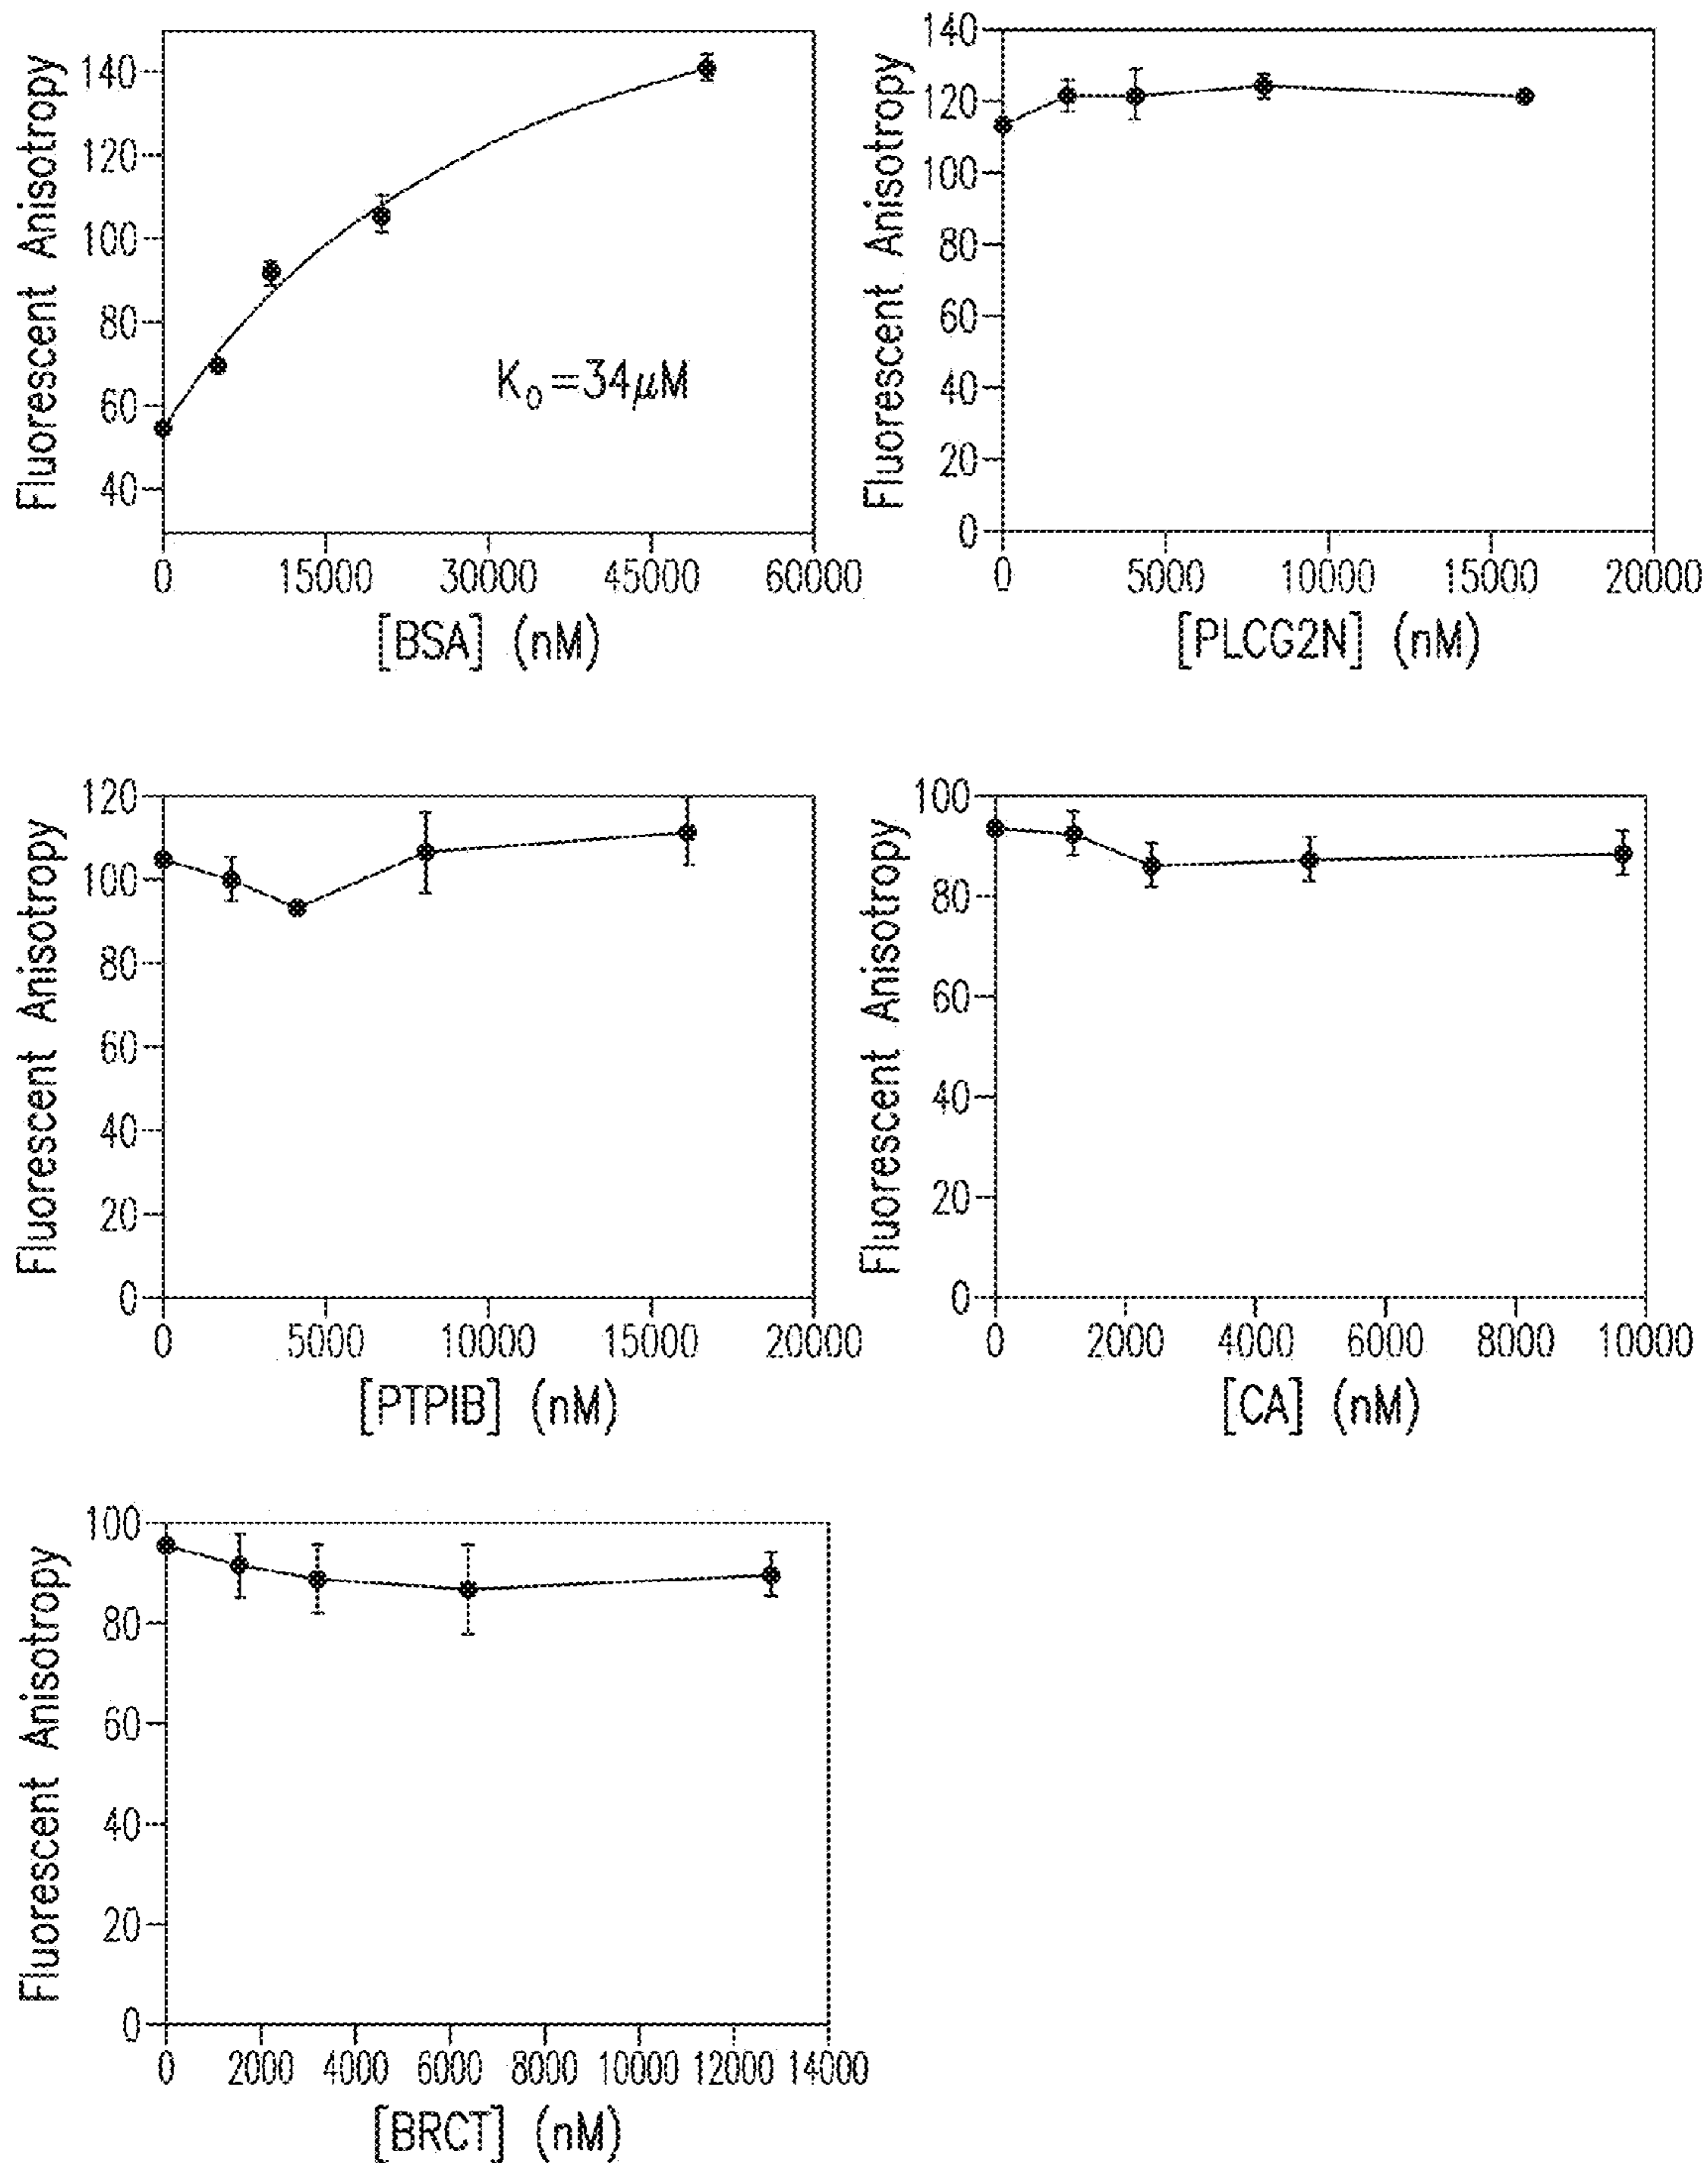 Fluorescent Anisotropy
140
120
100
80
60
40
K0=34μM
0 15000 30000 45000 60000
[BSA] (nM)
Fluorescent Anisotropy
140
120
100
80
60
40
20
0
0 5000 10000 15000 20000
[PLCG2N] (nM)
Fluorescent Anisotropy
120
100
80
60
40
20
0
0 5000 10000 15000 20000
[PTPIB] (nM)
Fluorescent Anisotropy
100
80
60
40
20
0
0 2000 4000 6000 8000 10000
[CA] (nM)
Fluorescent Anisotropy
100
80
60
40
20
0
0 2000 4000 6000 8000 10000 12000 14000
[BRCT] (nM)